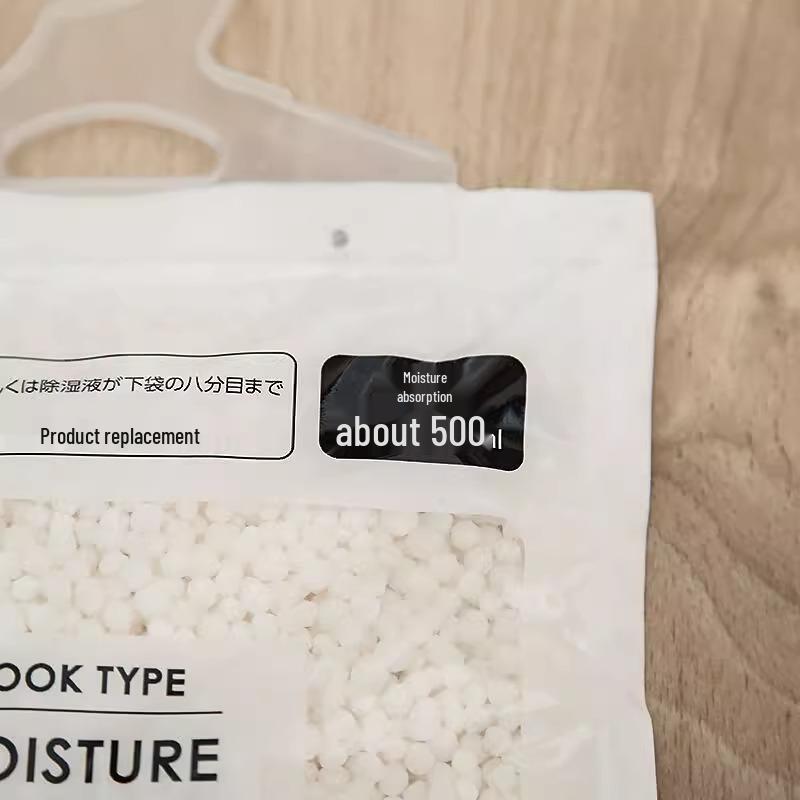 くは除湿液が下袋の八分目まで
Product replacement
Moisture
absorption
about 500
OOK TYPE
OISTURE